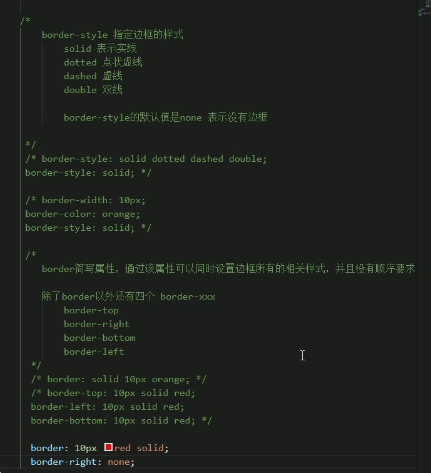 /*
border-style 指定边框的样式
solid 表示实线
dotted 点状虚线
dashed 虚线
double 双线
border-style的默认值是none 表示没有边框
*/
/* border-style: solid dotted dashed double;
border-style: solid; */
/* border-width: 10px;
border-color: orange;
border-style: solid; */
/*
border简写属性，通过该属性可以同时设置边框所有的相关样式，并且没有顺序要求
除了border以外还有四个 border-xxx
border-top
border-right
border-bottom
border-left
*/
/* border: solid 10px orange; */
/* border-top: 10px solid red;
border-left: 10px solid red;
border-bottom: 10px solid red; */
border: 10px red solid;
border-right: none;